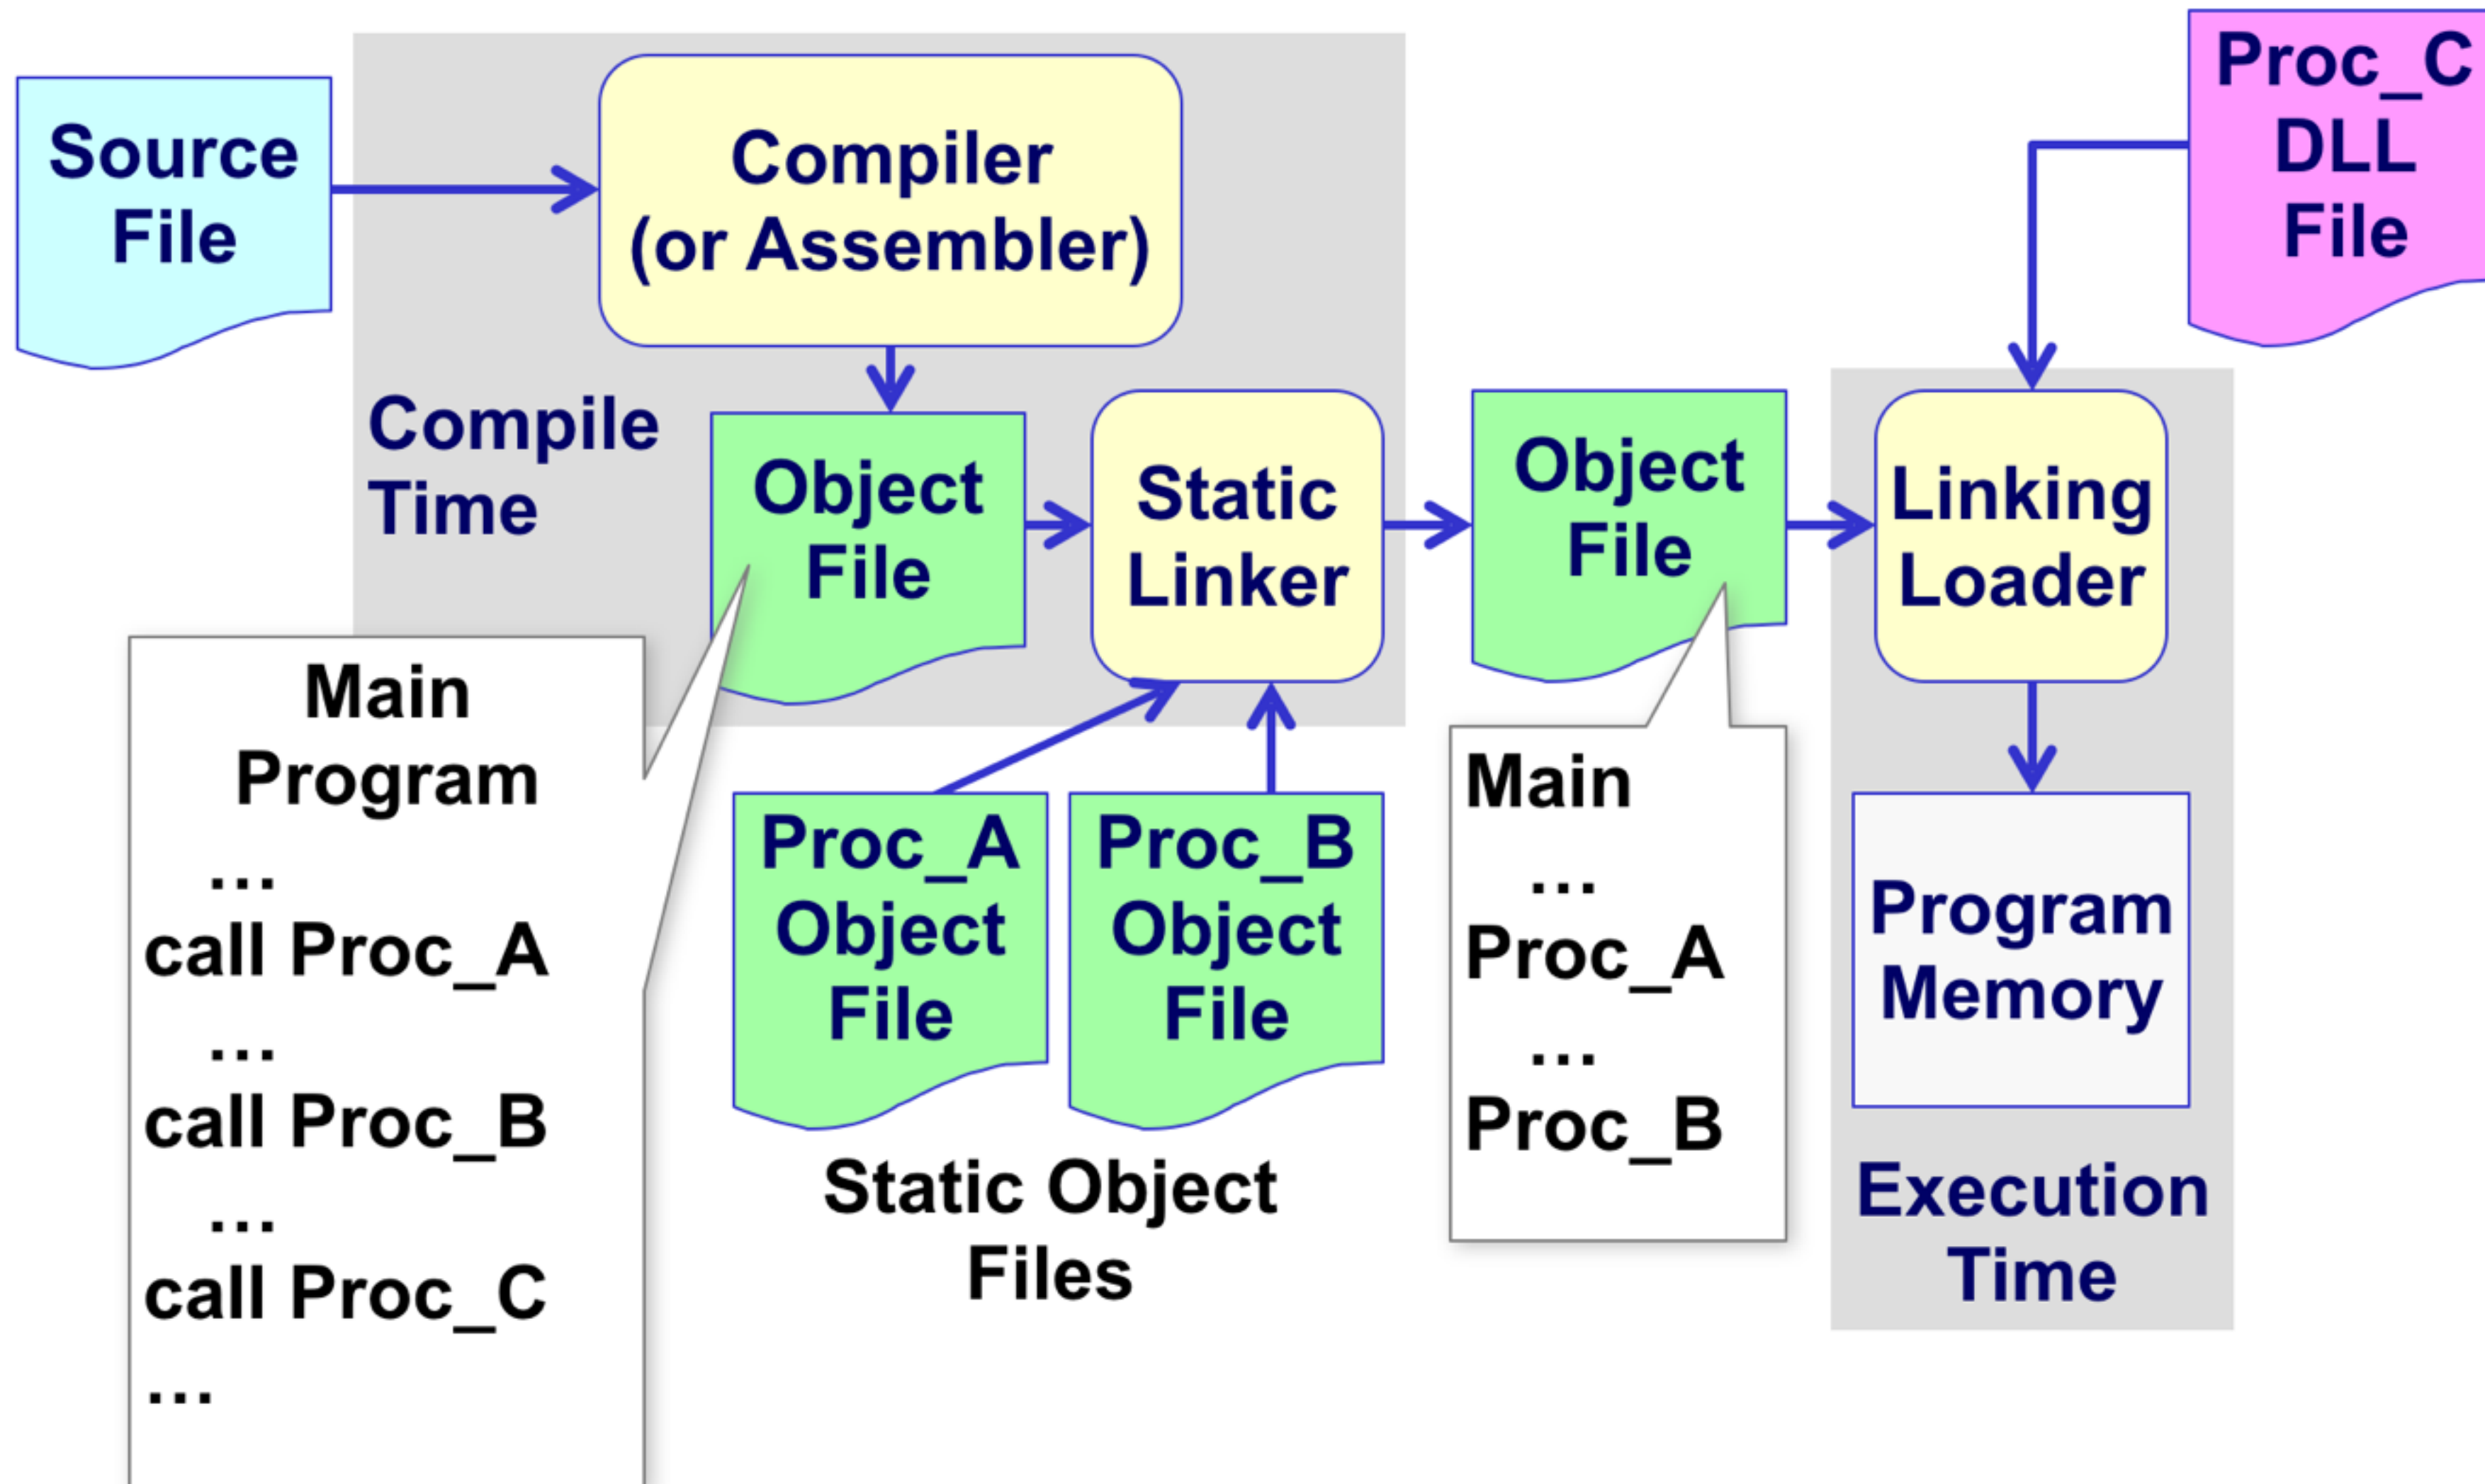 Source
File
Compiler
(or Assembler)
Proc_C
DLL
File
Compile
Time
Object
File
Static
Linker
Object
File
Linking
Loader
Main
Program
...
call Proc_A
...
call Proc_B
...
call Proc_C
...
Proc_A
Object
File
Proc_B
Object
File
Static Object
Files
Main
...
Proc_A
...
Proc_B
Program
Memory
Execution
Time